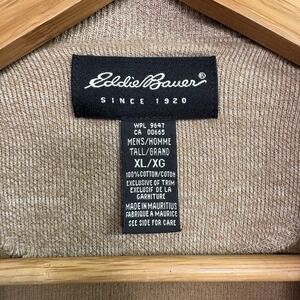 Eddie Bauer®
SINCE 1920
WPL 9647
CA 00665
MENS/HOMME
TALL/GRAND
XL/XG
100% COTTON/COTON
EXCLUSIVE OF TRIM
EXCLUSIF DE LA
GARNITURE
MADE IN MAURITIUS
FABRIQUE A MAURICE
SEE SIDE FOR CARE